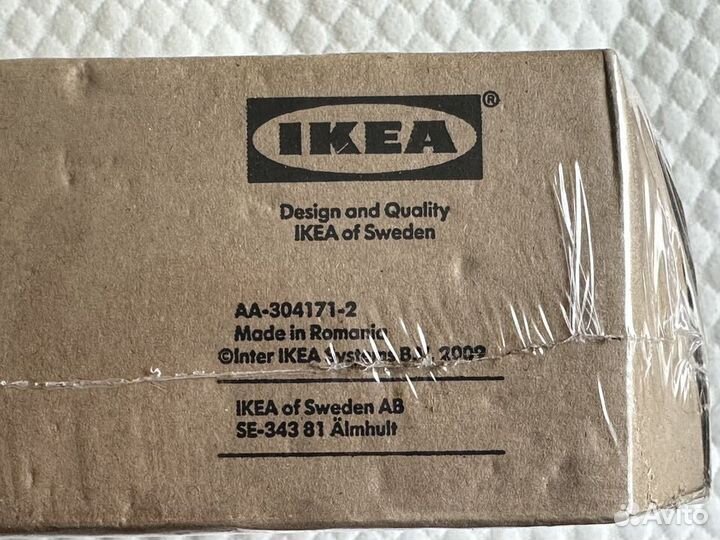 IKEA®
Design and Quality
IKEA of Sweden
AA-304171-2
Made in Romania
©Inter IKEA Systems B.V. 2009
IKEA of Sweden AB
SE-343 81 Älmhult
Avito